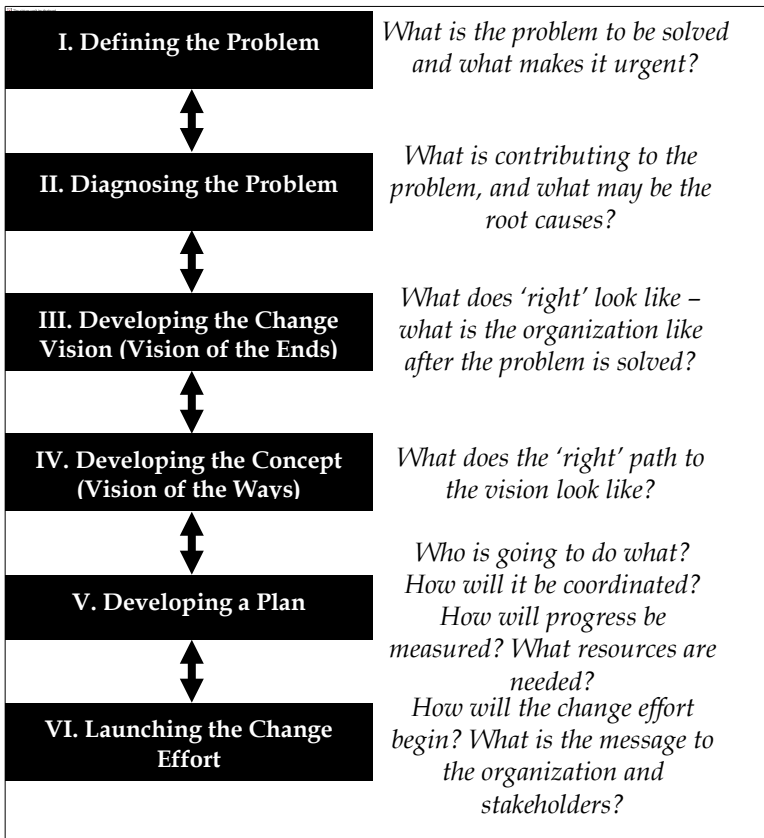 I. Defining the Problem
What is the problem to be solved
and what makes it urgent?
II. Diagnosing the Problem
What is contributing to the
problem, and what may be the
root causes?
III. Developing the Change
Vision (Vision of the Ends)
What does ‘right’ look like –
what is the organization like
after the problem is solved?
IV. Developing the Concept
(Vision of the Ways)
What does the ‘right’ path to
the vision look like?
V. Developing a Plan
Who is going to do what?
How will it be coordinated?
How will progress be
measured? What resources are
needed?
VI. Launching the Change
Effort
How will the change effort
begin? What is the message to
the organization and
stakeholders?